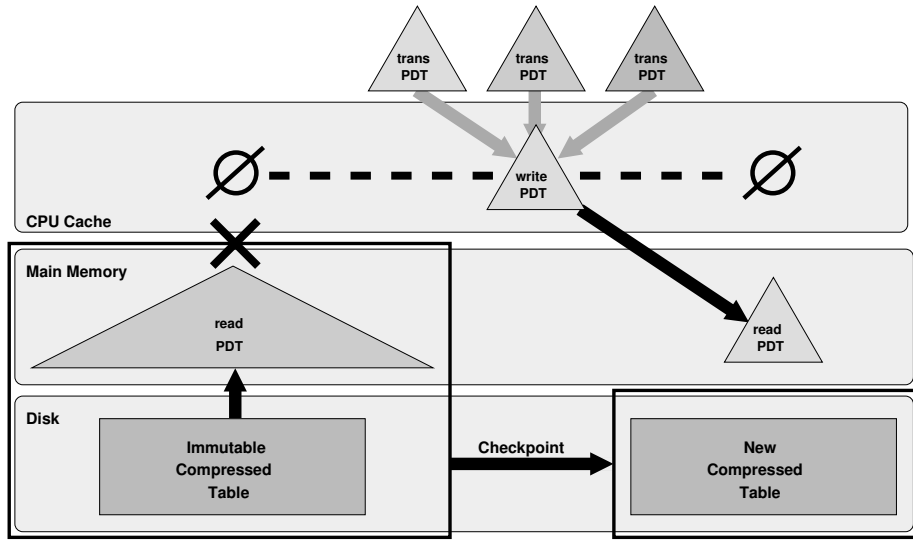 trans
PDT
trans
PDT
trans
PDT
write
PDT
CPU Cache
Main Memory
read
PDT
read
PDT
Disk
Immutable
Compressed
Table
Checkpoint
New
Compressed
Table